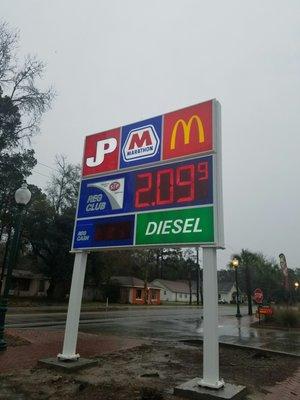 JP
M
MARATHON
M
REG
CLUB
2.09 9
REG
CASH
DIESEL